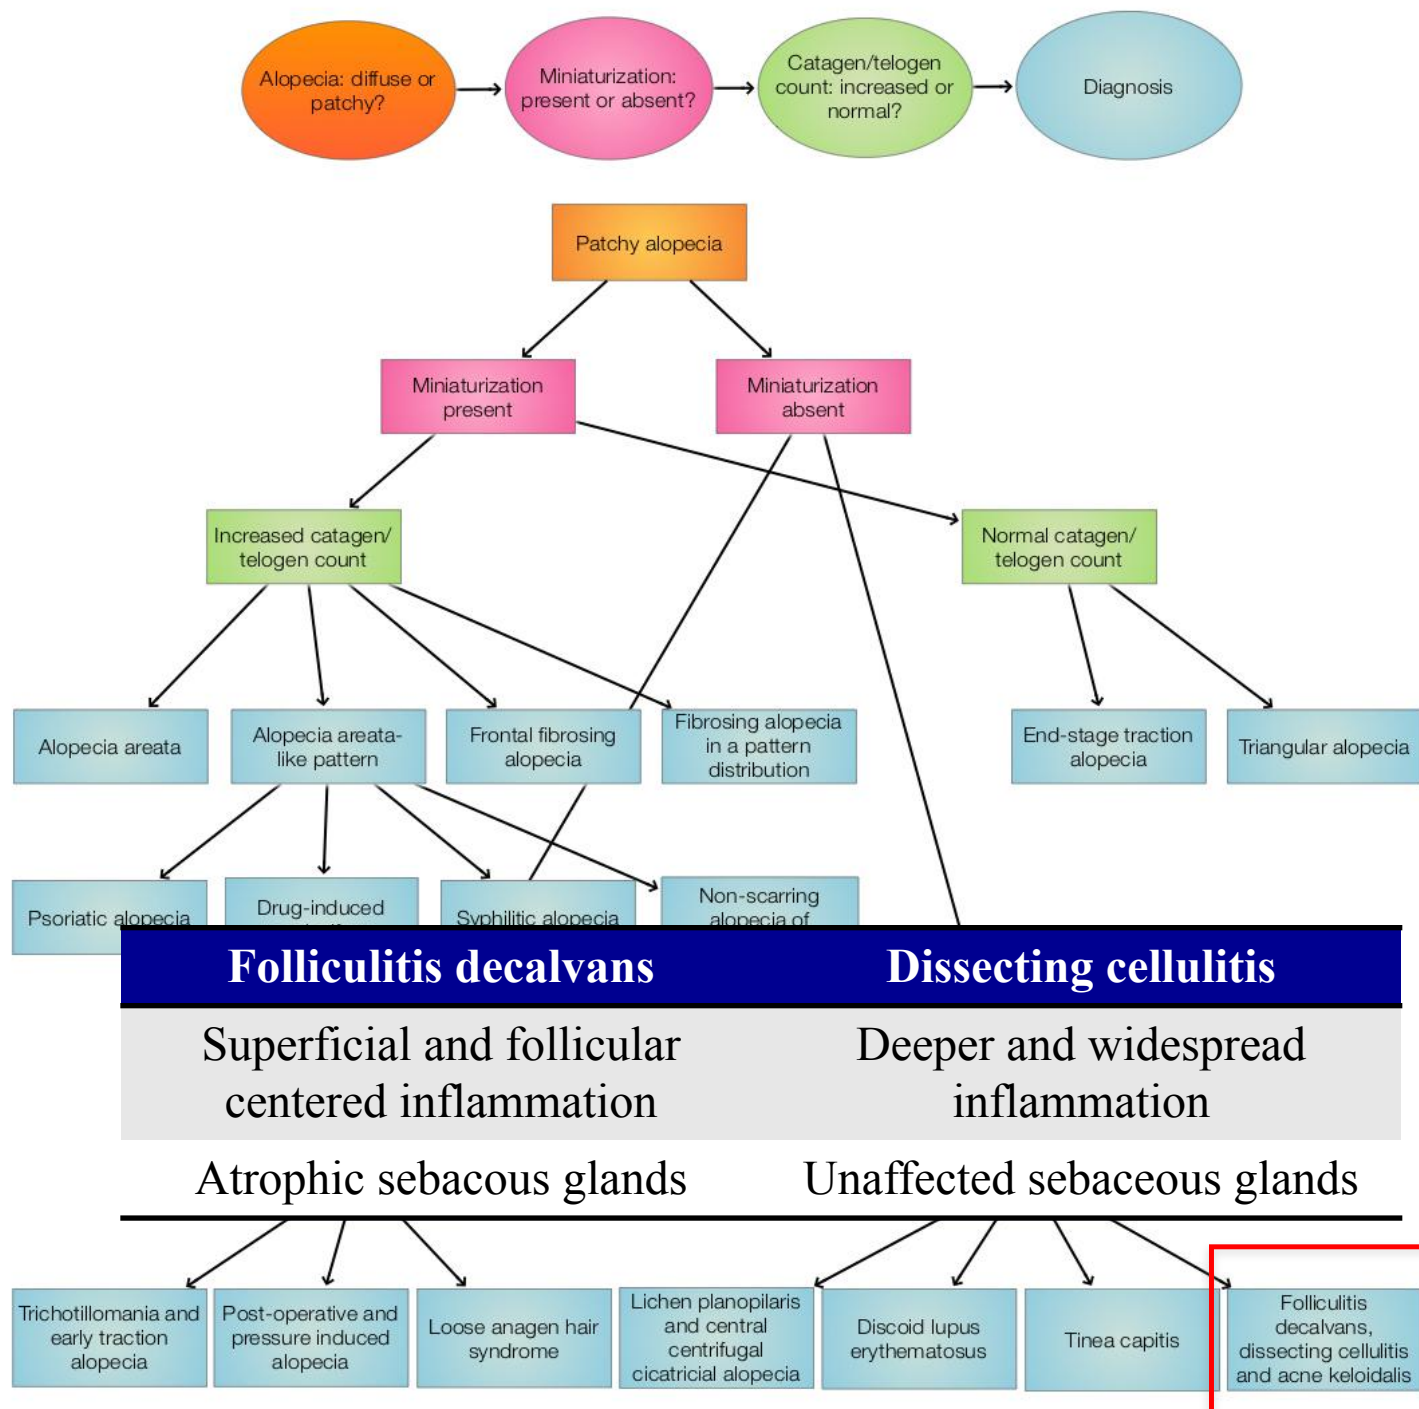 Alopecia: diffuse or
patchy?
Miniaturization:
present or absent?
Catagen/telogen
count: increased or
normal?
Diagnosis
Patchy alopecia
Miniaturization
present
Miniaturization
absent
Increased catagen/
telogen count
Normal catagen/
telogen count
Alopecia areata
Alopecia areata-
like pattern
Frontal fibrosing
alopecia
Fibrosing alopecia
in a pattern
distribution
End-stage traction
alopecia
Triangular alopecia
Psoriatic alopecia
Drug-induced
Syphilitic alopecia
Non-scarring
alopecia of
Folliculitis decalvans
Dissecting cellulitis
Superficial and follicular
centered inflammation
Deeper and widespread
inflammation
Atrophic sebacous glands
Unaffected sebaceous glands
Trichotillomania and
early traction
alopecia
Post-operative and
pressure induced
alopecia
Loose anagen hair
syndrome
Lichen planopilaris
and central
centrifugal
cicatricial alopecia
Discoid lupus
erythematosus
Tinea capitis
Folliculitis
decalvans,
dissecting cellulitis
and acne keloidalis